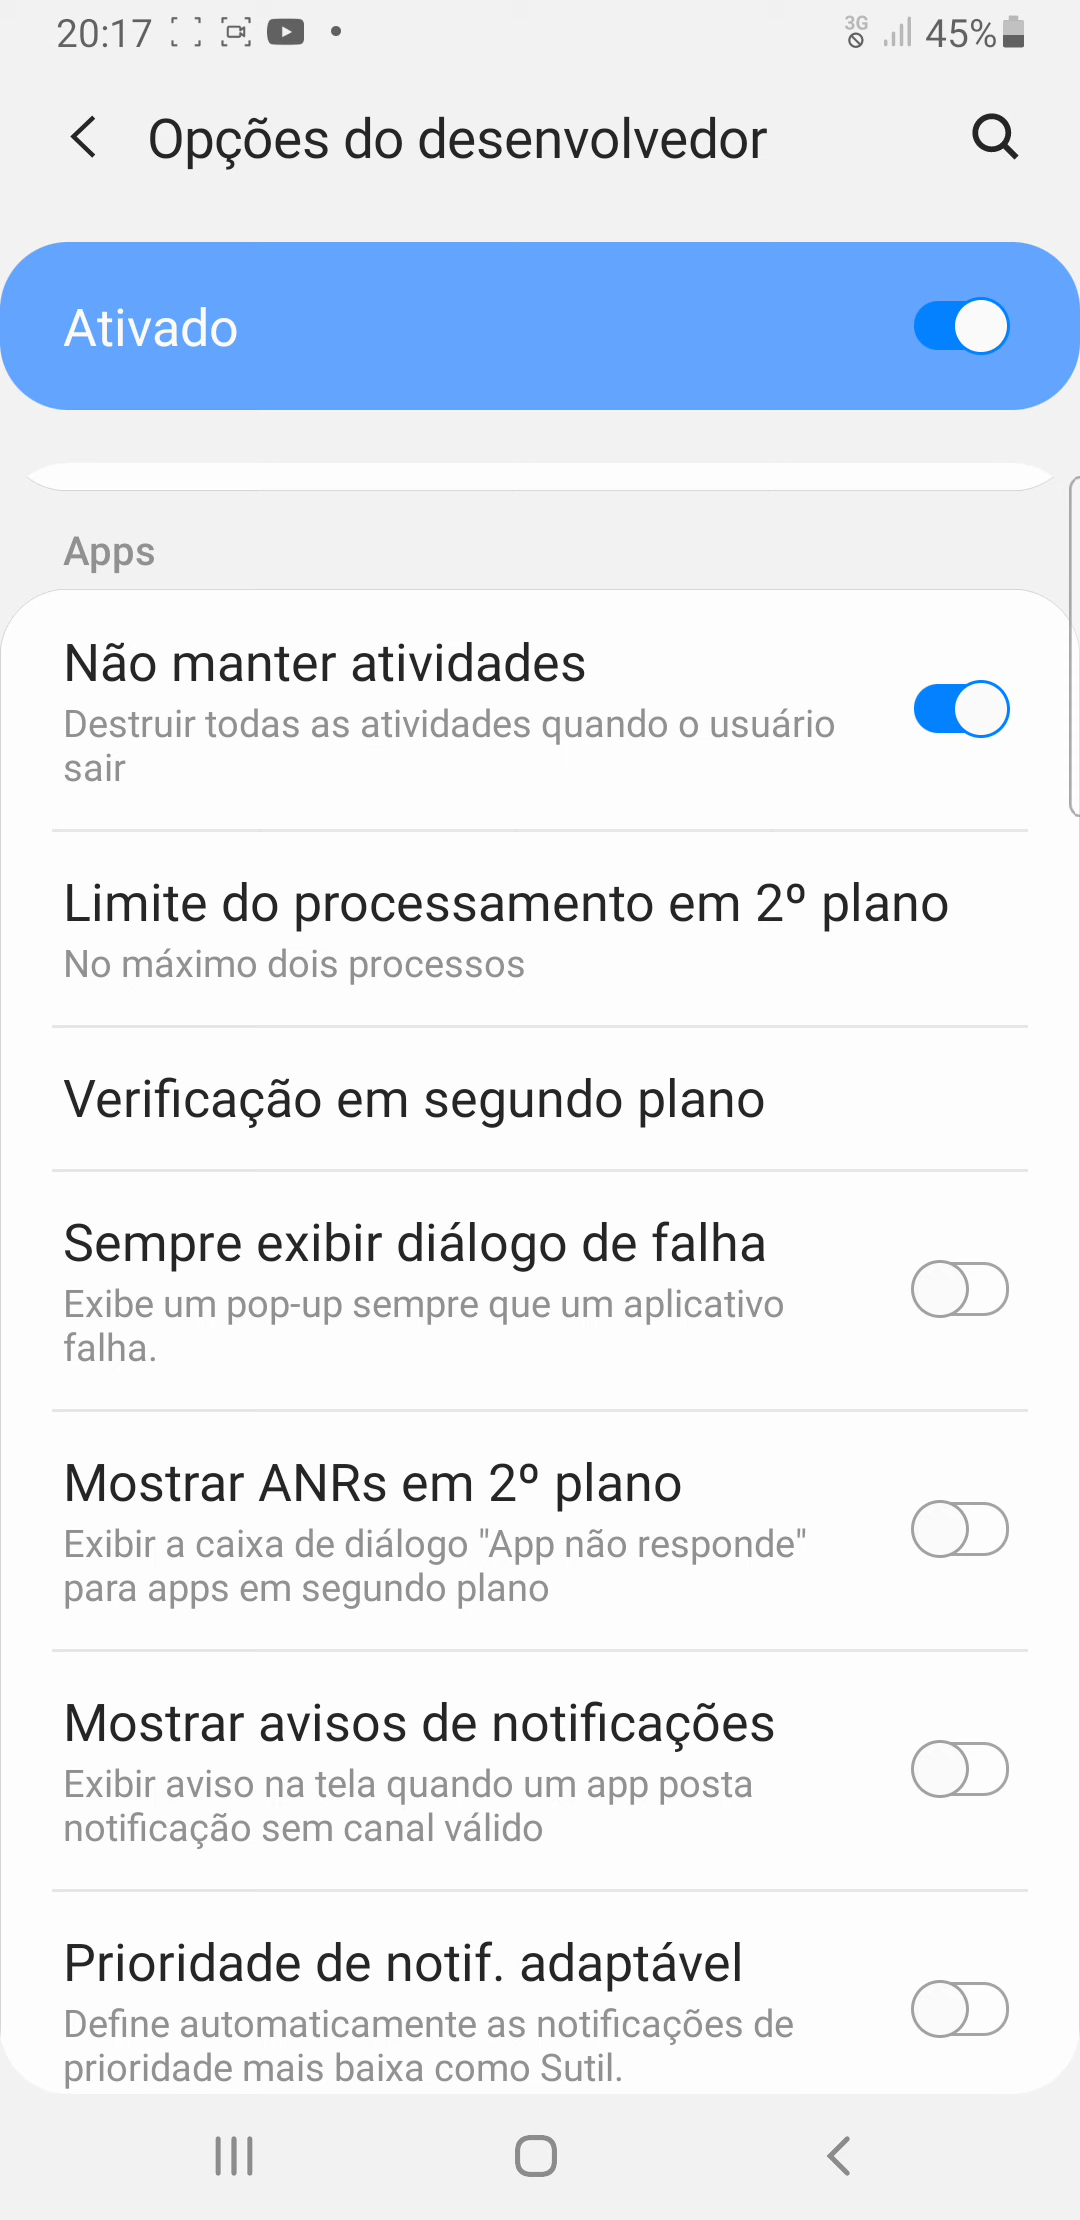 20:17
3G
45%
Opções do desenvolvedor
Ativado
Apps
Não manter atividades
Destruir todas as atividades quando o usuário
sair
Limite do processamento em 2º plano
No máximo dois processos
Verificação em segundo plano
Sempre exibir diálogo de falha
Exibe um pop-up sempre que um aplicativo
falha.
Mostrar ANRs em 2º plano
Exibir a caixa de diálogo "App não responde"
para apps em segundo plano
Mostrar avisos de notificações
Exibir aviso na tela quando um app posta
notificação sem canal válido
Prioridade de notif. adaptável
Define automaticamente as notificações de
prioridade mais baixa como Sutil.